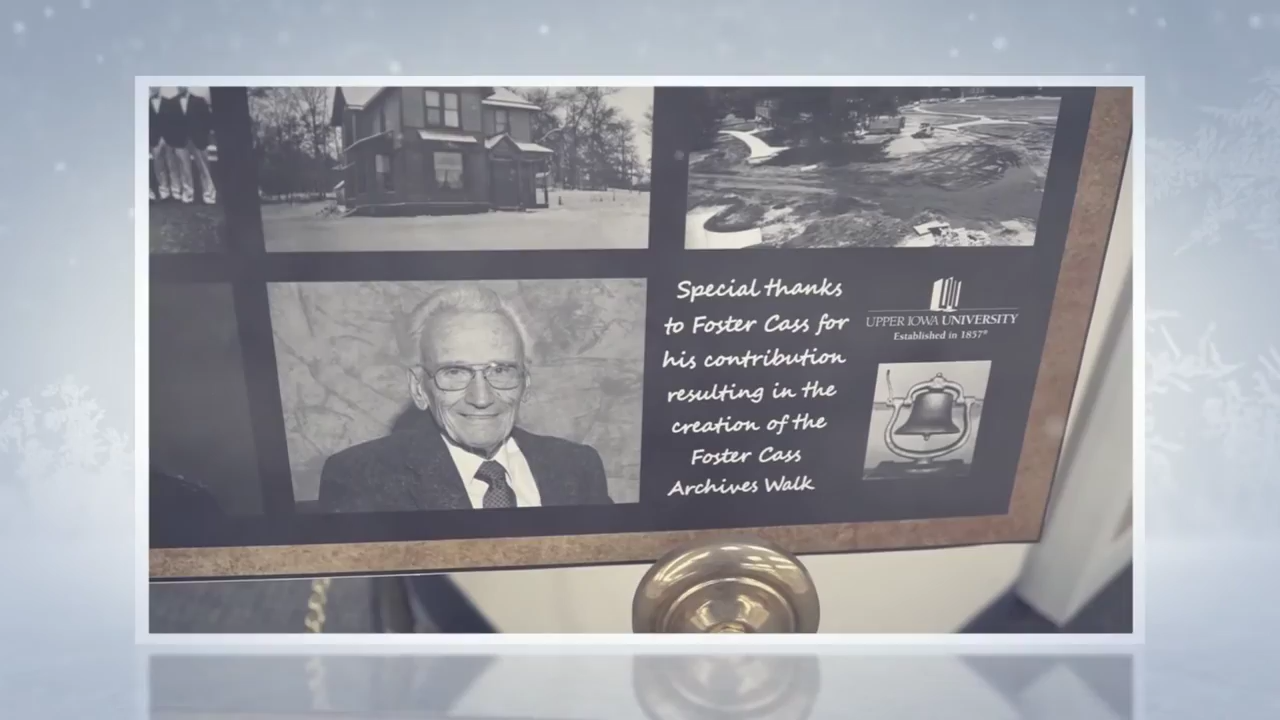 Special thanks
to Foster Cass for
his contribution
resulting in the
creation of the
Foster Cass
Archives Walk
UPPER IOWA UNIVERSITY
Established in 1857®